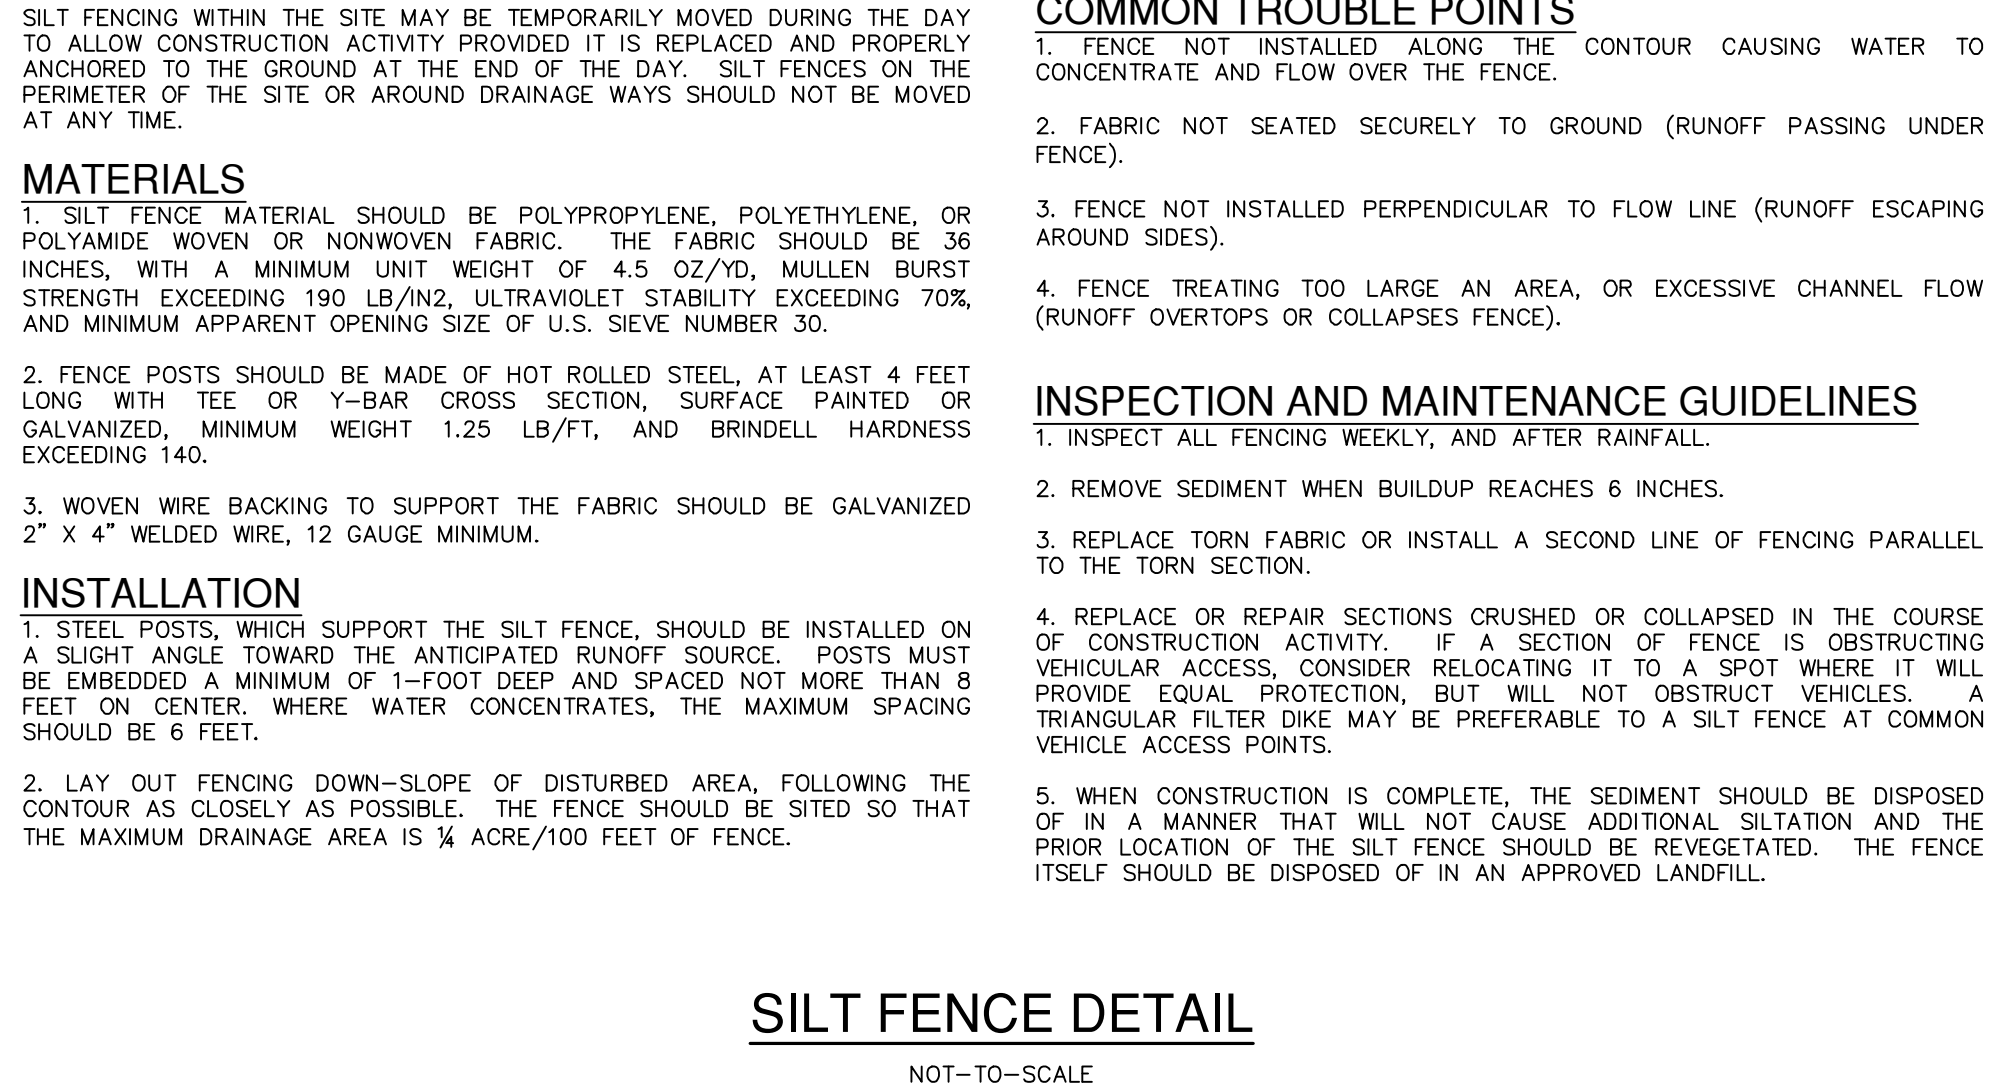 SILT FENCING WITHIN THE SITE MAY BE TEMPORARILY MOVED DURING THE DAY
TO ALLOW CONSTRUCTION ACTIVITY PROVIDED IT IS REPLACED AND PROPERLY
ANCHORED TO THE GROUND AT THE END OF THE DAY. SILT FENCES ON THE
PERIMETER OF THE SITE OR AROUND DRAINAGE WAYS SHOULD NOT BE MOVED
AT ANY TIME.
MATERIALS
1. SILT FENCE MATERIAL SHOULD BE POLYPROPYLENE, POLYETHYLENE, OR
POLYAMIDE WOVEN OR NONWOVEN FABRIC. THE FABRIC SHOULD BE 36
INCHES, WITH A MINIMUM UNIT WEIGHT OF 4.5 OZ/YD, MULLEN BURST
STRENGTH EXCEEDING 190 LB/IN2, ULTRAVIOLET STABILITY EXCEEDING 70%,
AND MINIMUM APPARENT OPENING SIZE OF U.S. SIEVE NUMBER 30.
2. FENCE POSTS SHOULD BE MADE OF HOT ROLLED STEEL, AT LEAST 4 FEET
LONG WITH TEE OR Y-BAR CROSS SECTION, SURFACE PAINTED OR
GALVANIZED, MINIMUM WEIGHT 1.25 LB/FT, AND BRINDELL HARDNESS
EXCEEDING 140.
3. WOVEN WIRE BACKING TO SUPPORT THE FABRIC SHOULD BE GALVANIZED
2" X 4" WELDED WIRE, 12 GAUGE MINIMUM.
INSTALLATION
1. STEEL POSTS, WHICH SUPPORT THE SILT FENCE, SHOULD BE INSTALLED ON
A SLIGHT ANGLE TOWARD THE ANTICIPATED RUNOFF SOURCE. POSTS MUST
BE EMBEDDED A MINIMUM OF 1-FOOT DEEP AND SPACED NOT MORE THAN 8
FEET ON CENTER. WHERE WATER CONCENTRATES, THE MAXIMUM SPACING
SHOULD BE 6 FEET.
2. LAY OUT FENCING DOWN-SLOPE OF DISTURBED AREA, FOLLOWING THE
CONTOUR AS CLOSELY AS POSSIBLE. THE FENCE SHOULD BE SITED SO THAT
THE MAXIMUM DRAINAGE AREA IS ¼ ACRE/100 FEET OF FENCE.
COMMON TROUBLE POINTS
1. FENCE NOT INSTALLED ALONG THE CONTOUR CAUSING WATER TO
CONCENTRATE AND FLOW OVER THE FENCE.
2. FABRIC NOT SEATED SECURELY TO GROUND (RUNOFF PASSING UNDER
FENCE).
3. FENCE NOT INSTALLED PERPENDICULAR TO FLOW LINE (RUNOFF ESCAPING
AROUND SIDES).
4. FENCE TREATING TOO LARGE AN AREA, OR EXCESSIVE CHANNEL FLOW
(RUNOFF OVERTOPS OR COLLAPSES FENCE).
INSPECTION AND MAINTENANCE GUIDELINES
1. INSPECT ALL FENCING WEEKLY, AND AFTER RAINFALL.
2. REMOVE SEDIMENT WHEN BUILDUP REACHES 6 INCHES.
3. REPLACE TORN FABRIC OR INSTALL A SECOND LINE OF FENCING PARALLEL
TO THE TORN SECTION.
4. REPLACE OR REPAIR SECTIONS CRUSHED OR COLLAPSED IN THE COURSE
OF CONSTRUCTION ACTIVITY. IF A SECTION OF FENCE IS OBSTRUCTING
VEHICULAR ACCESS, CONSIDER RELOCATING IT TO A SPOT WHERE IT WILL
PROVIDE EQUAL PROTECTION, BUT WILL NOT OBSTRUCT VEHICLES. A
TRIANGULAR FILTER DIKE MAY BE PREFERABLE TO A SILT FENCE AT COMMON
VEHICLE ACCESS POINTS.
5. WHEN CONSTRUCTION IS COMPLETE, THE SEDIMENT SHOULD BE DISPOSED
OF IN A MANNER THAT WILL NOT CAUSE ADDITIONAL SILTATION AND THE
PRIOR LOCATION OF THE SILT FENCE SHOULD BE REVEGETATED. THE FENCE
ITSELF SHOULD BE DISPOSED OF IN AN APPROVED LANDFILL.
SILT FENCE DETAIL
NOT-TO-SCALE